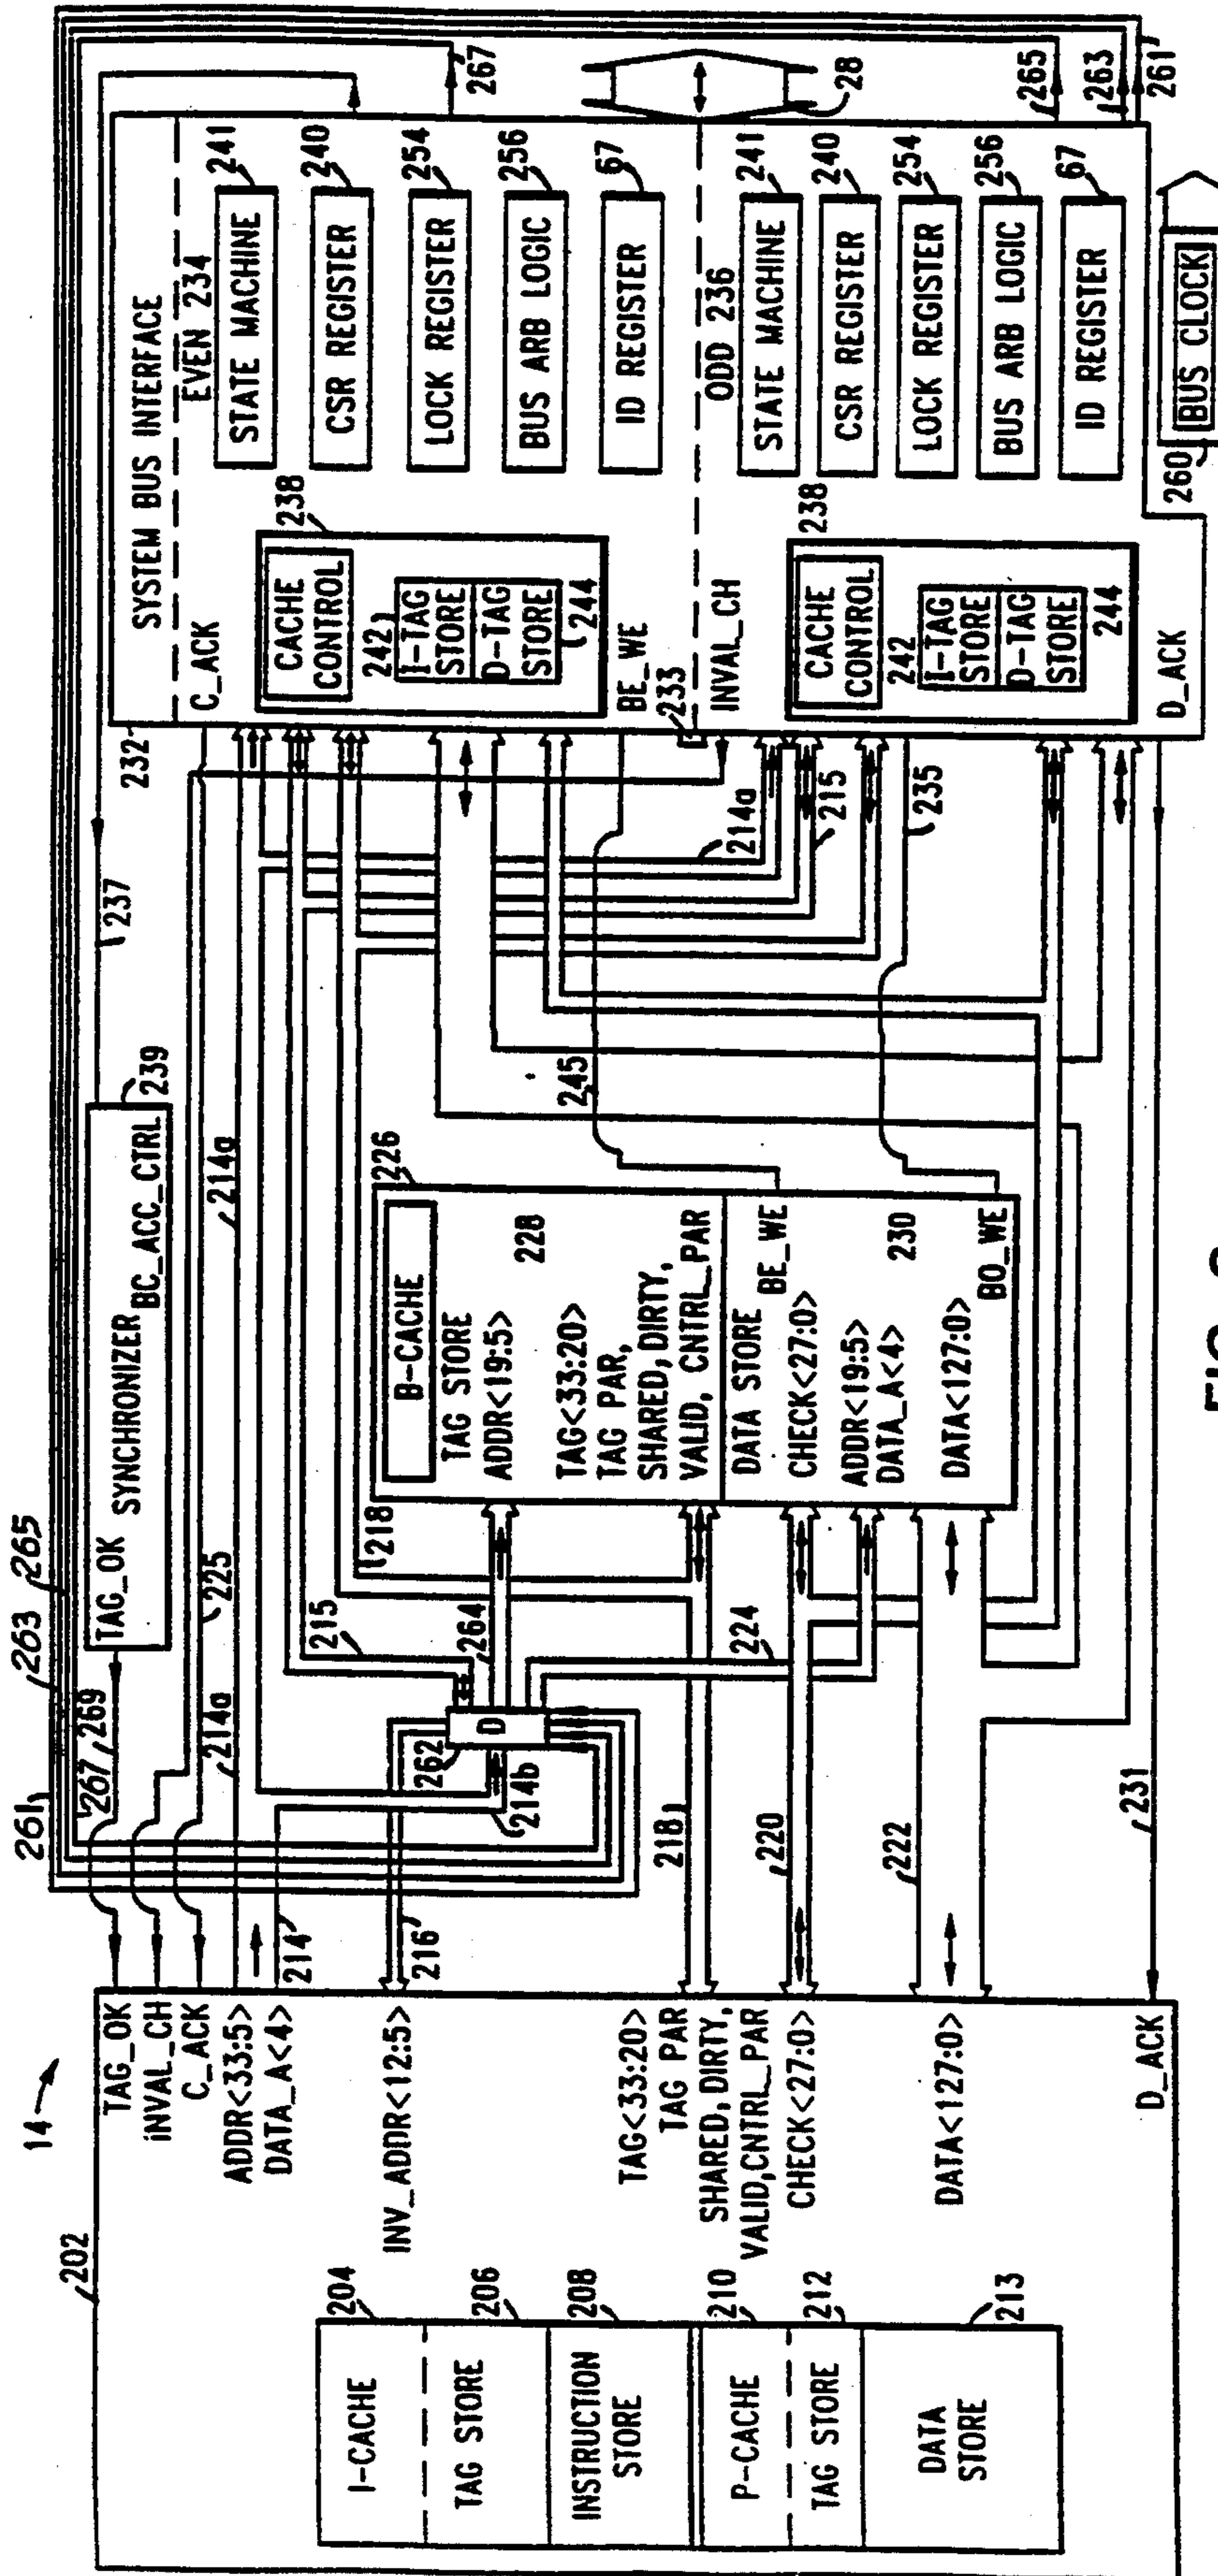 14
202
I-CACHE
204
TAG STORE
206
INSTRUCTION
STORE
208
P-CACHE
210
TAG STORE
212
DATA
STORE
213
TAG_OK
iNVAL_CH
C_ACK
ADDR<33:5>
DATA_A<4>
INV_ADDR<12:5>
TAG<33:20>
TAG PAR
SHARED, DIRTY,
VALID,CNTRL_PAR
CHECK<27:0>
DATA<127:0>
D_ACK
261
263
265
267
269
225
214a
214a
214
216
262
D
214b
215
264
218
218
220
222
224
231
TAG_OK
SYNCHRONIZER
BC_ACC_CTRL
239
237
B-CACHE
226
TAG STORE
228
ADDR<19:5>
TAG<33:20>
TAG PAR,
SHARED,DIRTY,
VALID, CNTRL_PAR
DATA STORE
BE_WE
CHECK<27:0>
ADDR<19:5>
230
DATA_A<4>
DATA<127:0>
BO_WE
245
214a
215
235
232
SYSTEM BUS INTERFACE
C_ACK
EVEN 234
238
CACHE
CONTROL
242
I-TAG
STORE
D-TAG
STORE
244
BE_WE
233
STATE MACHINE
241
CSR REGISTER
240
LOCK REGISTER
254
BUS ARB LOGIC
256
ID REGISTER
67
267
28
INVAL_CH
ODD 236
238
CACHE
CONTROL
242
I-TAG
STORE
D-TAG
STORE
244
D_ACK
STATE MACHINE
241
CSR REGISTER
240
LOCK REGISTER
254
BUS ARB LOGIC
256
ID REGISTER
67
265
263
261
260
BUS CLOCK